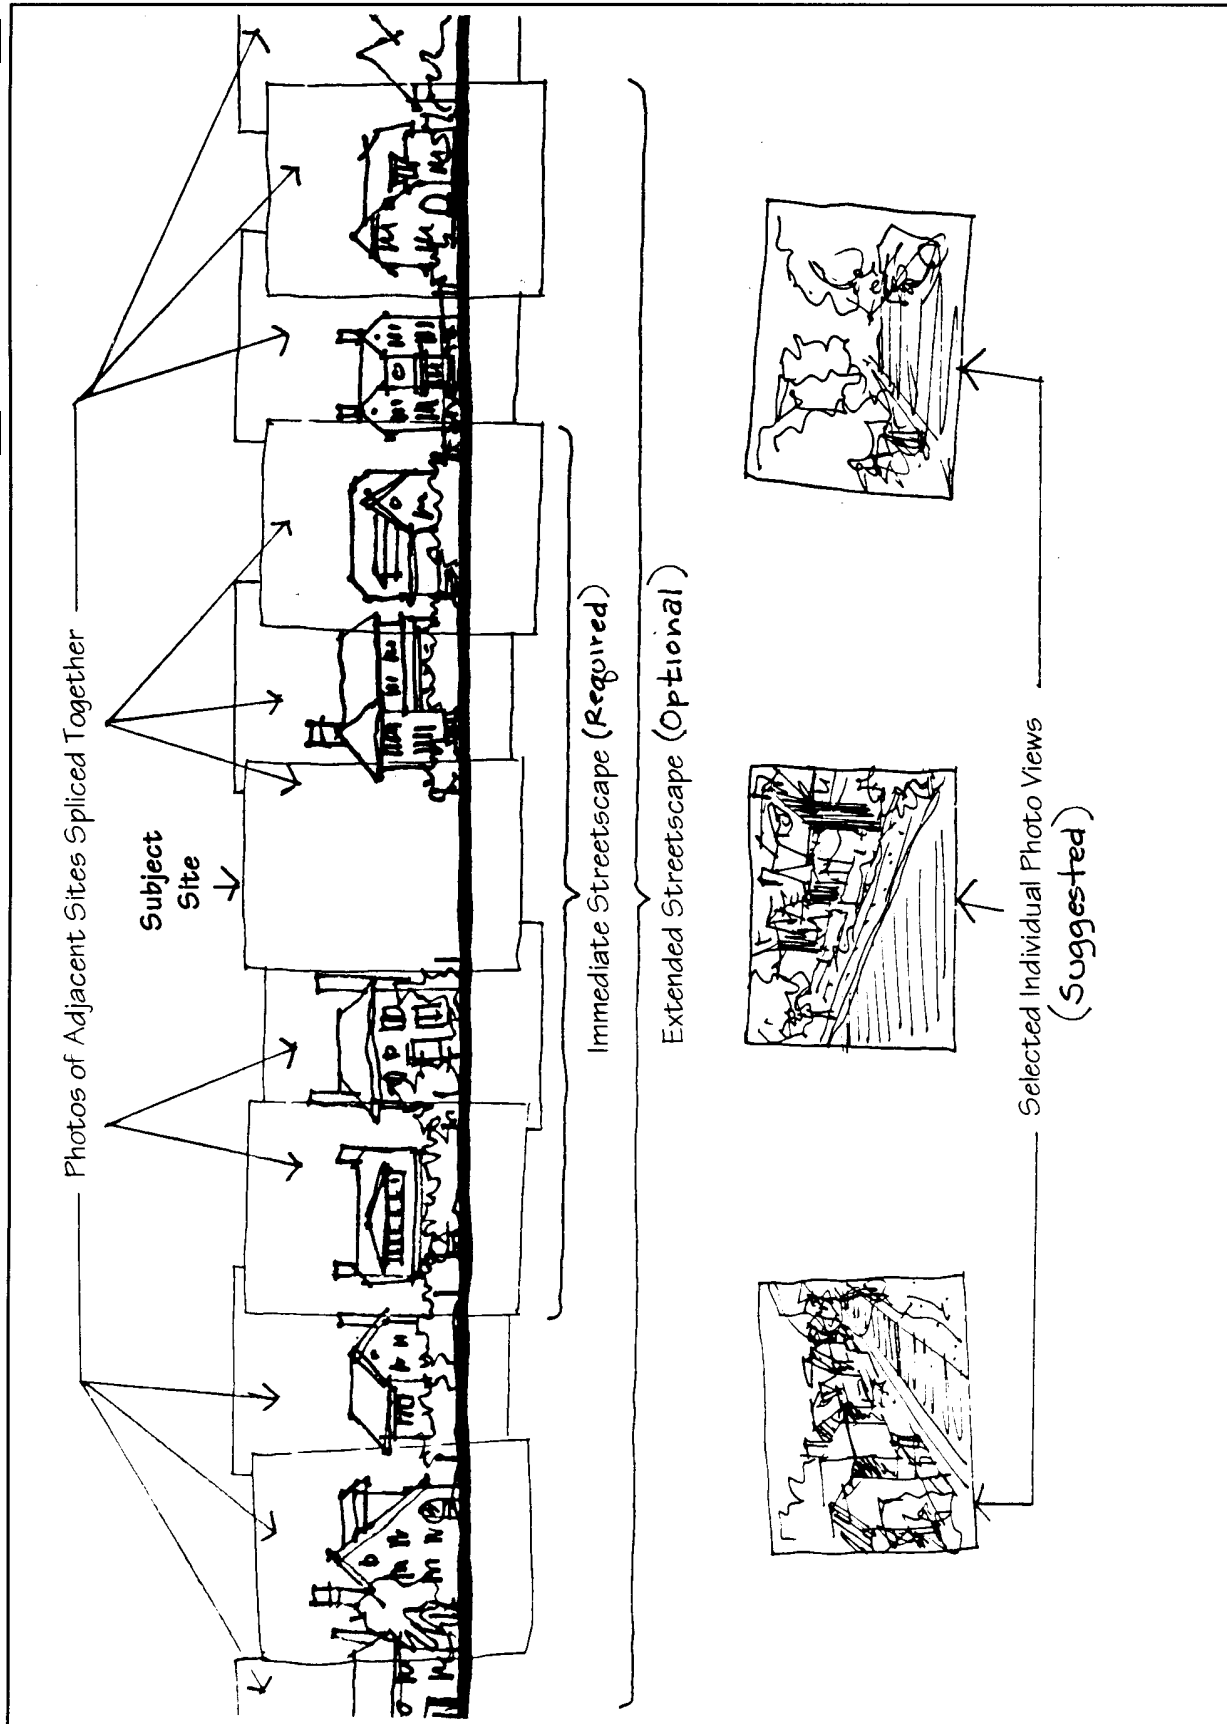 Photos of Adjacent Sites Spliced Together
Subject
Site
Immediate Streetscape (Required)
Extended Streetscape (Optional)
Selected Individual Photo Views
(Suggested)